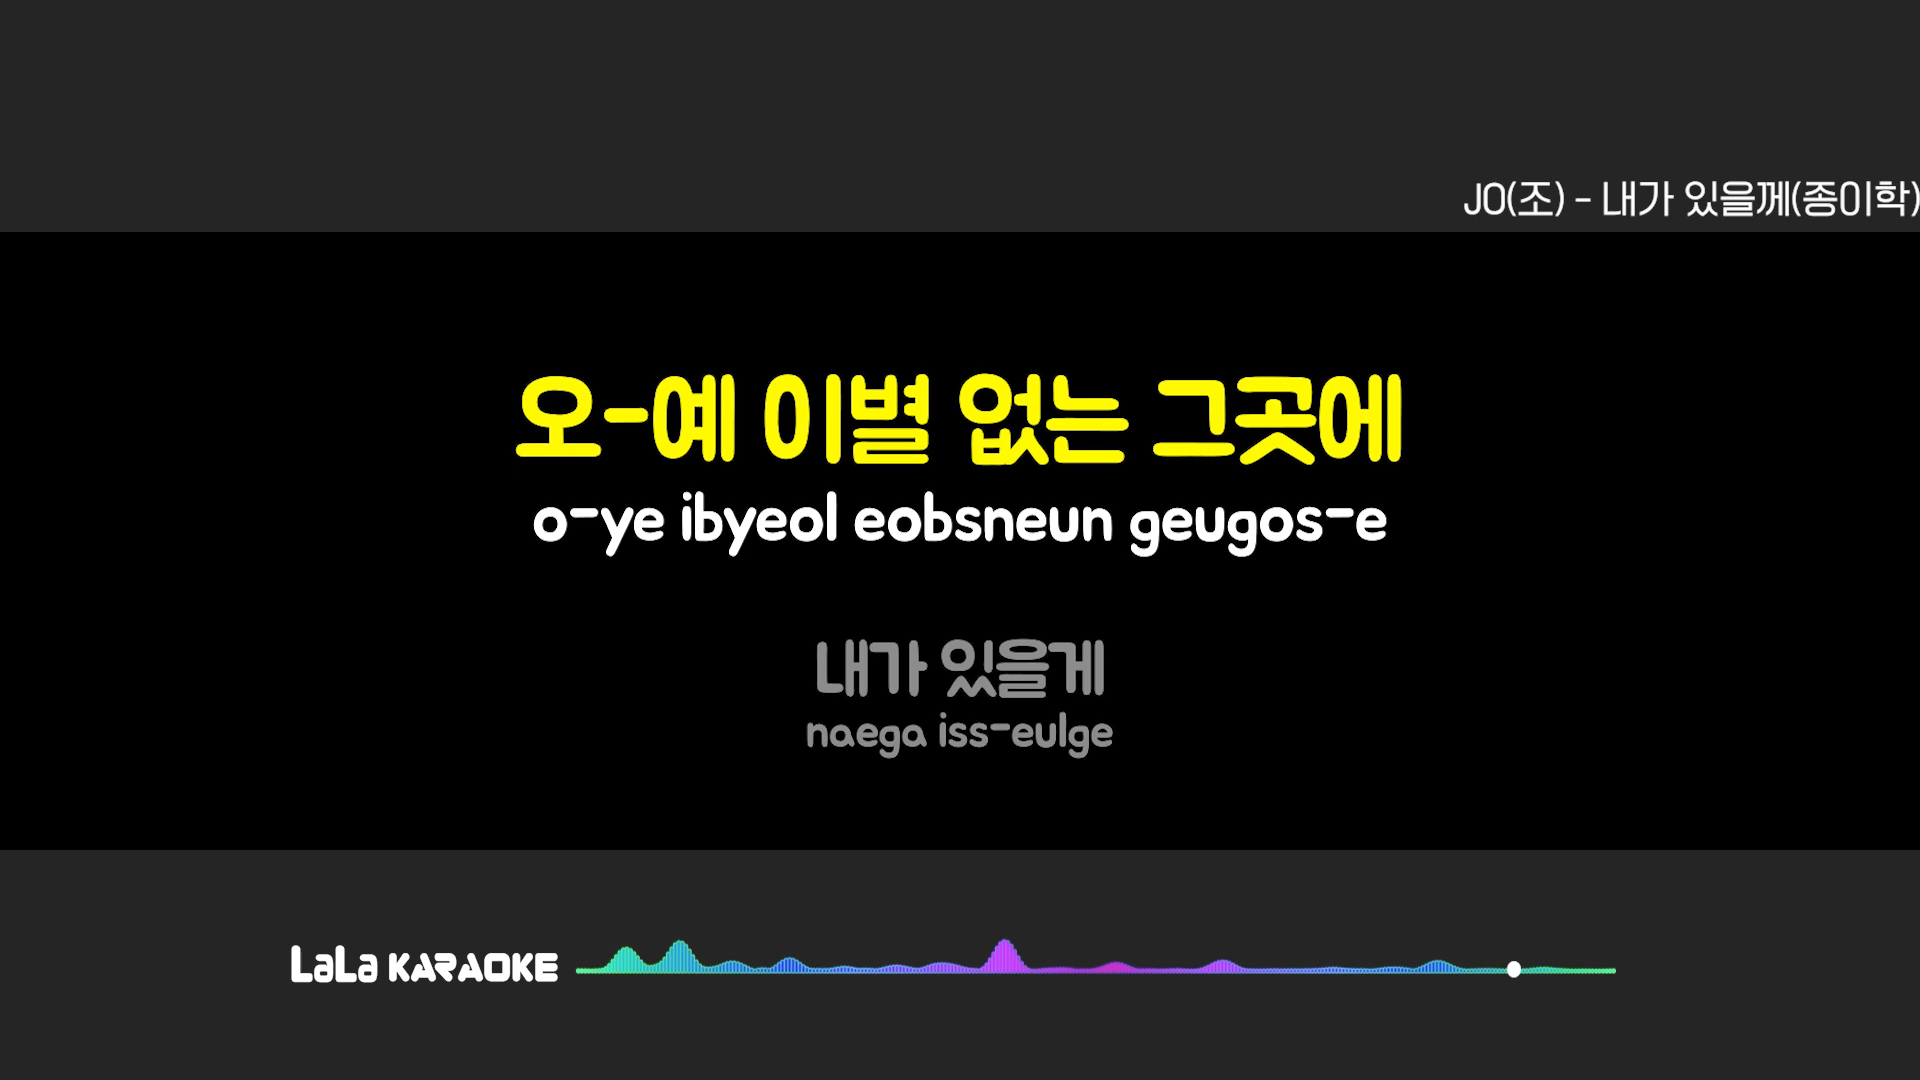 JO(조) - 내가 있을께(종이학)
오-예 이별 없는 그곳에
o-ye ibyeol eobsneun geugos-e
내가 있을게
naega iss-eulge
LaLa KARAOKE